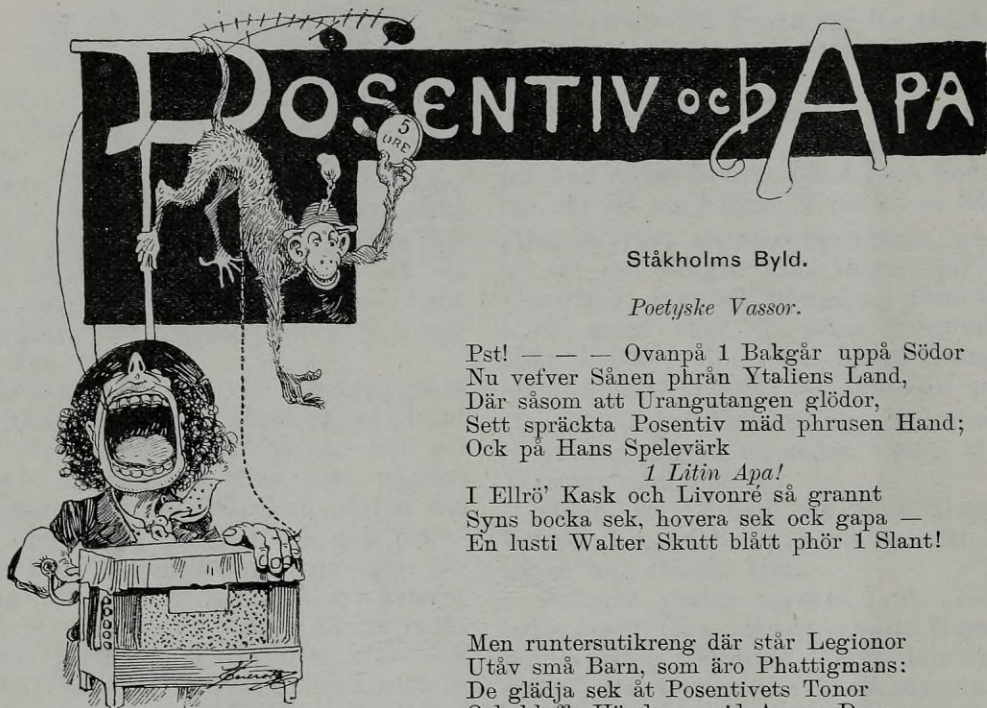 POSENTIV och APA
5
ÖRE
Ståkholms Byld.
Poetyske Vassor.
Pst! — — — Ovanpå 1 Bakgår uppå Södor
Nu vefver Sånen phrån Ytaliens Land,
Där såsom att Urangutangen glödor,
Sett spräckta Posentiv mäd phrusen Hand;
Ock på Hans Spelevärk
1 Litin Apa!
I Ellrö' Kask och Livonré så grannt
Syns bocka sek, hovera sek ock gapa —
En lusti Walter Skutt blått phör 1 Slant!
Men runtersutikreng där står Legionor
Utåv små Barn, som äro Phattigmans:
De glädja sek åt Posentivets Tonor